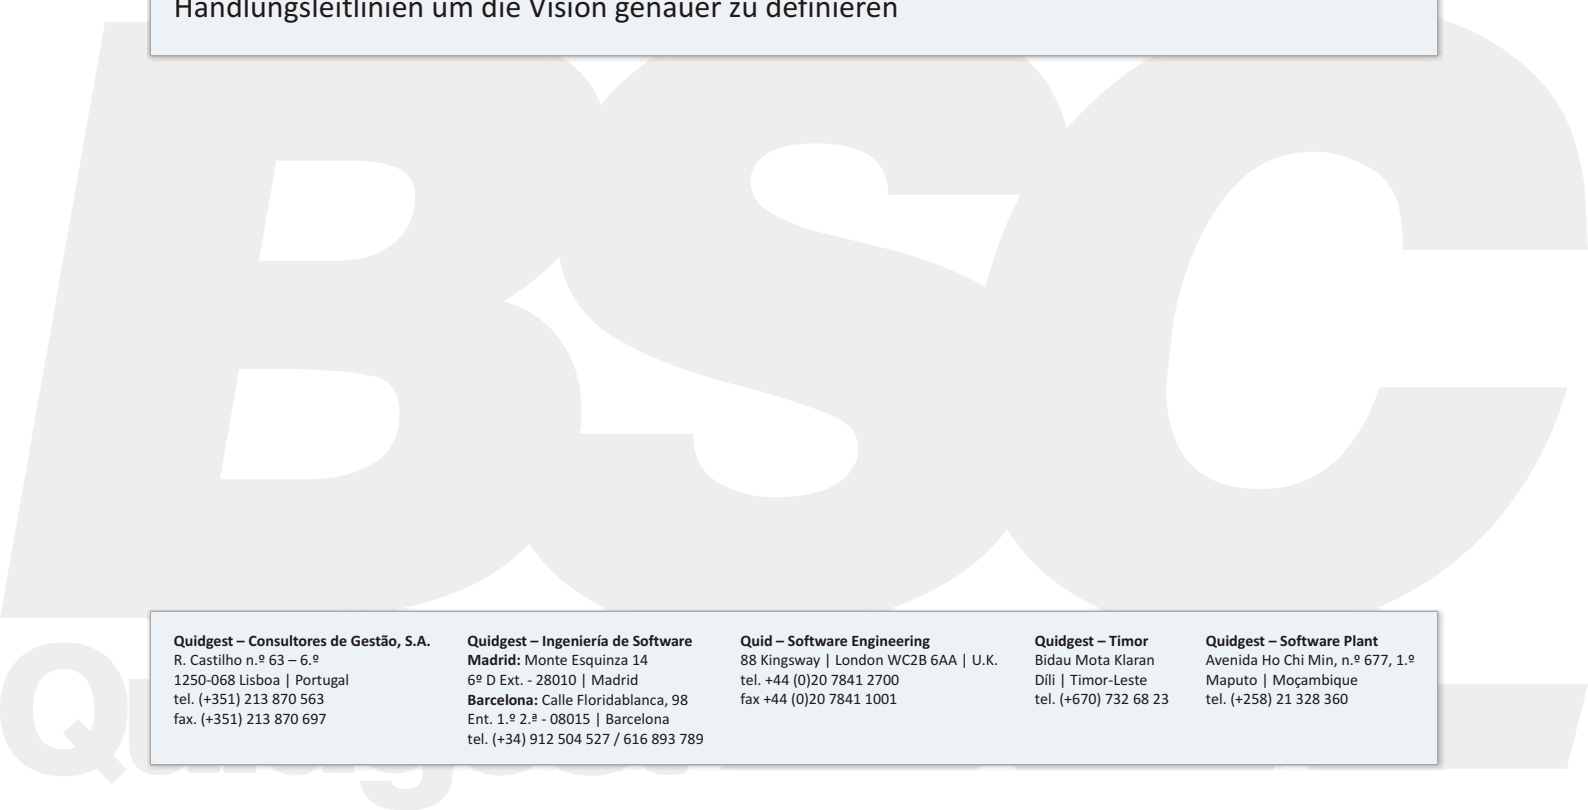 Handlungsleitlinien um die Vision genauer zu definieren
BSC
Quidgest – Consultores de Gestão, S.A.
R. Castilho n.º 63 – 6.º
1250-068 Lisboa | Portugal
tel. (+351) 213 870 563
fax. (+351) 213 870 697
Quidgest – Ingeniería de Software
Madrid: Monte Esquinza 14
6º D Ext. - 28010 | Madrid
Barcelona: Calle Floridablanca, 98
Ent. 1.º 2.ª - 08015 | Barcelona
tel. (+34) 912 504 527 / 616 893 789
Quid – Software Engineering
88 Kingsway | London WC2B 6AA | U.K.
tel. +44 (0)20 7841 2700
fax +44 (0)20 7841 1001
Quidgest – Timor
Bidau Mota Klaran
Díli | Timor-Leste
tel. (+670) 732 68 23
Quidgest – Software Plant
Avenida Ho Chi Min, n.º 677, 1.º
Maputo | Moçambique
tel. (+258) 21 328 360
Quidgest